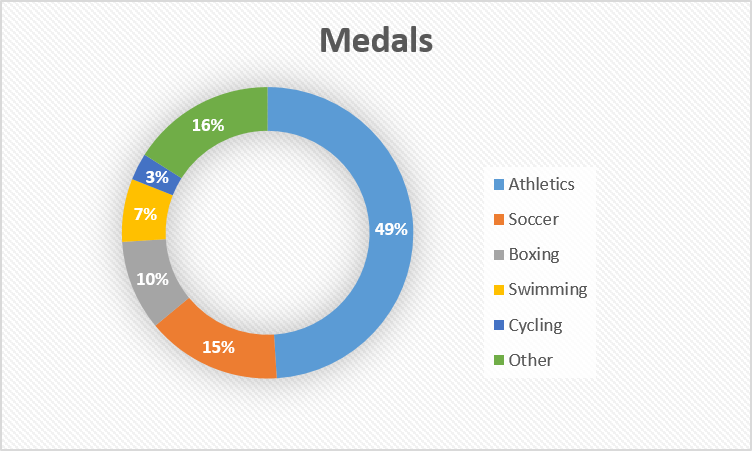 Medals
16%
3%
7%
10%
15%
49%
Athletics
Soccer
Boxing
Swimming
Cycling
Other